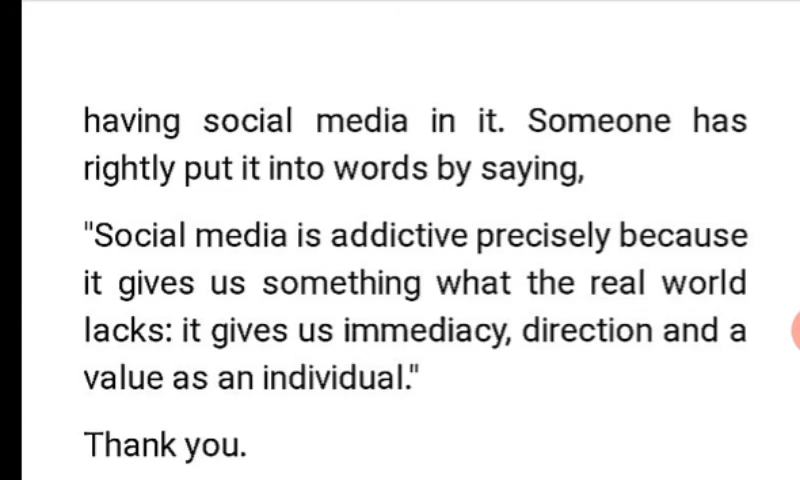 having social media in it. Someone has
rightly put it into words by saying,
"Social media is addictive precisely because
it gives us something what the real world
lacks: it gives us immediacy, direction and a
value as an individual."
Thank you.